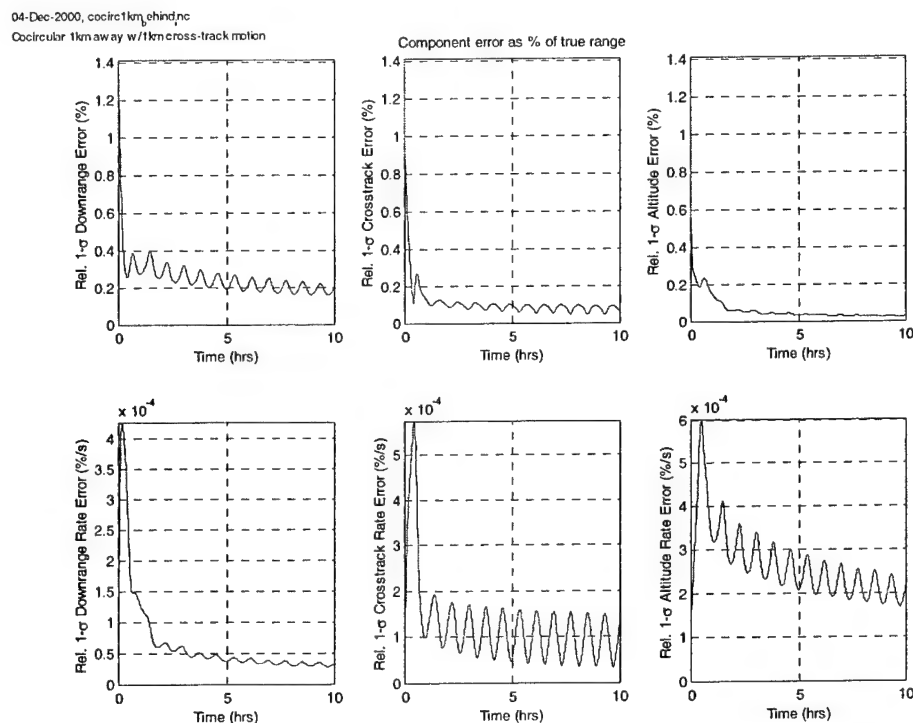 04-Dec-2000, cocirc1km_behind,nc
Cocircular 1km away w/1km cross-track motion
Component error as % of true range
Rel. 1-σ Downrange Error (%)
1.4
1.2
1
0.8
0.6
0.4
0.2
0
0 5 10
Time (hrs)
Rel. 1-σ Crosstrack Error (%)
1.4
1.2
1
0.8
0.6
0.4
0.2
0
0 5 10
Time (hrs)
Rel. 1-σ Altitude Error (%)
1.4
1.2
1
0.8
0.6
0.4
0.2
0
0 5 10
Time (hrs)
x 10⁻⁴
Rel. 1-σ Downrange Rate Error (%/s)
4
3.5
3
2.5
2
1.5
1
0.5
0
0 5 10
Time (hrs)
x 10⁻⁴
Rel. 1-σ Crosstrack Rate Error (%/s)
5
4
3
2
1
0
0 5 10
Time (hrs)
x 10⁻⁴
Rel. 1-σ Altitude Rate Error (%/s)
6
5
4
3
2
1
0
0 5 10
Time (hrs)